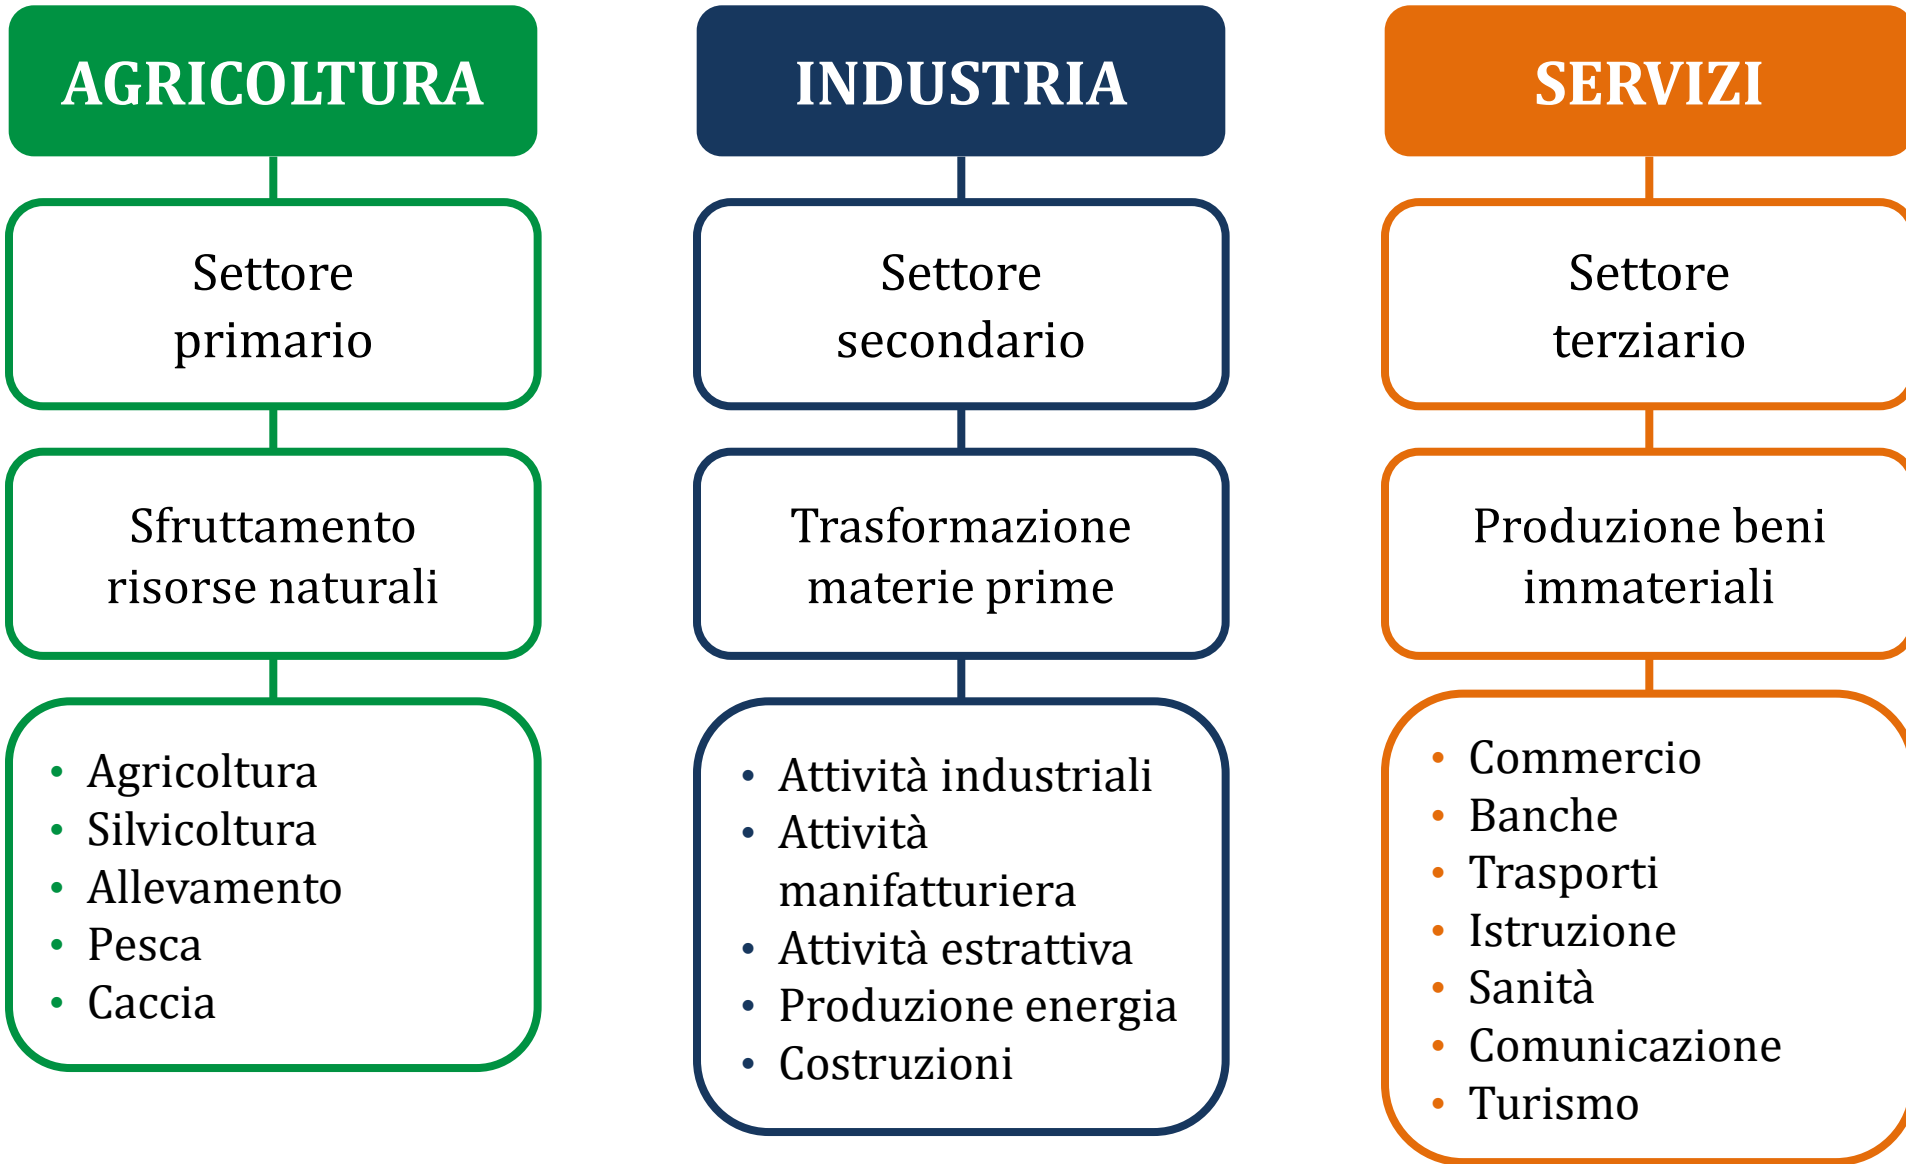 AGRICOLTURA
Settore
primario
Sfruttamento
risorse naturali
• Agricoltura
• Silvicoltura
• Allevamento
• Pesca
• Caccia
INDUSTRIA
Settore
secondario
Trasformazione
materie prime
• Attività industriali
• Attività
manifatturiera
• Attività estrattiva
• Produzione energia
• Costruzioni
SERVIZI
Settore
terziario
Produzione beni
immateriali
• Commercio
• Banche
• Trasporti
• Istruzione
• Sanità
• Comunicazione
• Turismo